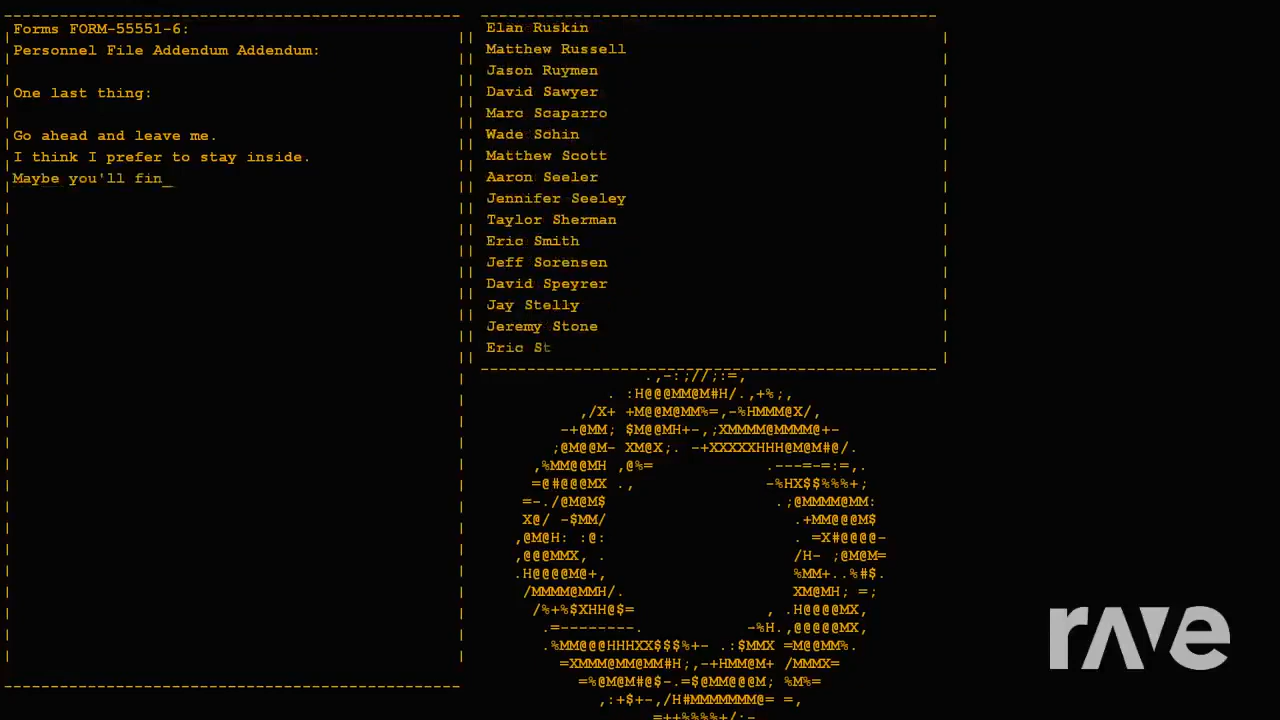 Forms FORM-55551-6:
Personnel File Addendum Addendum:
One last thing:
Go ahead and leave me.
I think I prefer to stay inside.
Maybe you'll fin_
Elan Ruskin
Matthew Russell
Jason Ruymen
David Sawyer
Marc Scaparro
Wade Schin
Matthew Scott
Aaron Seeler
Jennifer Seeley
Taylor Sherman
Eric Smith
Jeff Sorensen
David Speyrer
Jay Stelly
Jeremy Stone
Eric St
rave